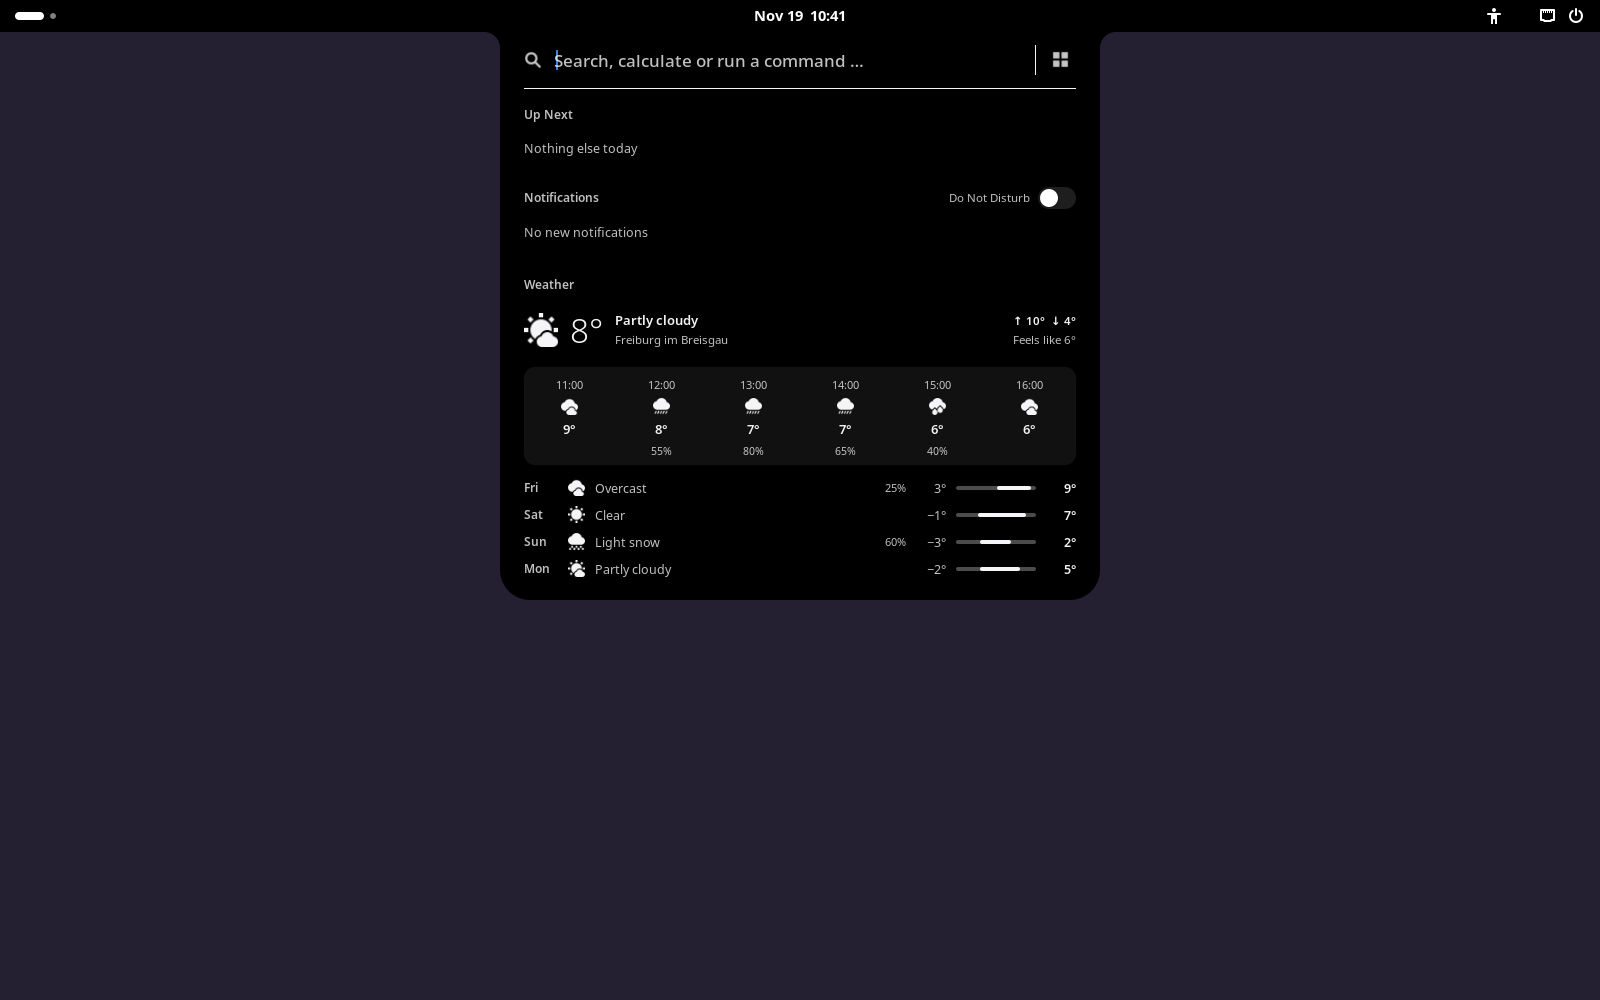 Nov 19 10:41
Search, calculate or run a command ...
Up Next
Nothing else today
Notifications Do Not Disturb
No new notifications
Weather
8° Partly cloudy ↑ 10° ↓ 4°
Freiburg im Breisgau Feels like 6°
11:00 12:00 13:00 14:00 15:00 16:00
9° 8° 7° 7° 6° 6°
55% 80% 65% 40%
Fri Overcast 25% 3° 9°
Sat Clear −1° 7°
Sun Light snow 60% −3° 2°
Mon Partly cloudy −2° 5°